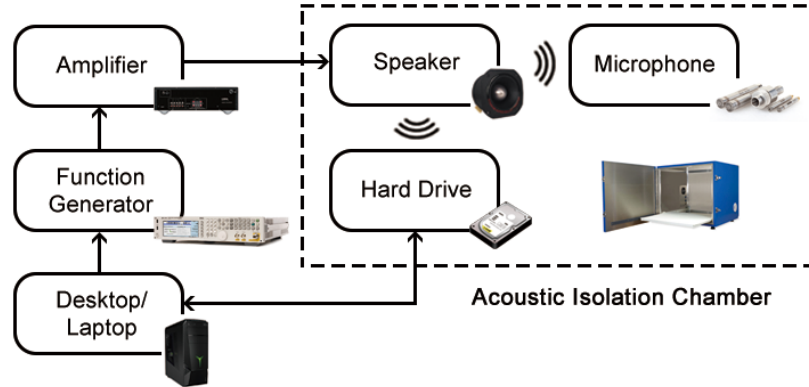 Amplifier
Speaker
Microphone
Function
Generator
Hard Drive
Desktop/
Laptop
Acoustic Isolation Chamber